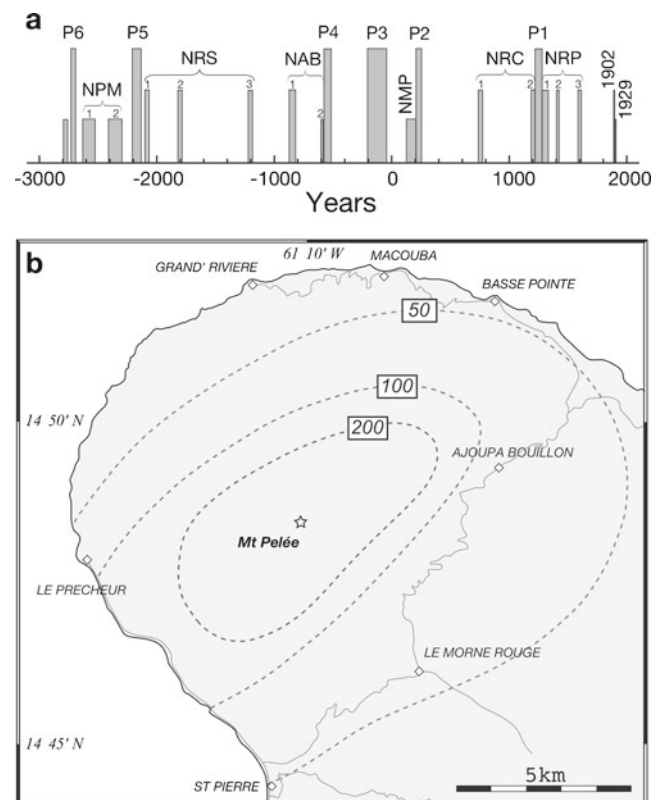 a
P6 P5 P4 P3 P2 P1
NPM NRS NAB NMP NRC NRP 1902 1929
1 2 1 2 3 1 2 1 2 1 2 3
-3000 -2000 -1000 0 1000 2000
Years
b
61 10' W
GRAND' RIVIERE
MACOUBA
BASSE POINTE
50
100
14 50' N
200
AJOUPA BOUILLON
Mt Pelée
LE PRECHEUR
LE MORNE ROUGE
14 45' N
ST PIERRE
5km